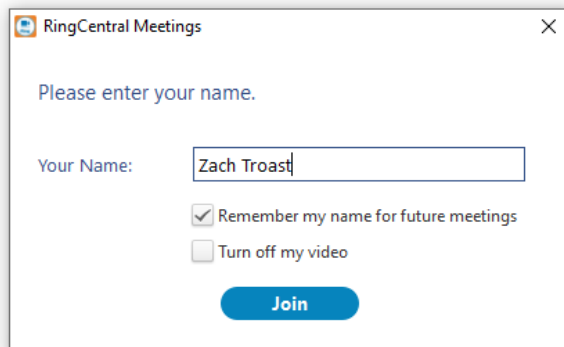 RingCentral Meetings
Please enter your name.
Your Name: Zach Troast
Remember my name for future meetings
Turn off my video
Join